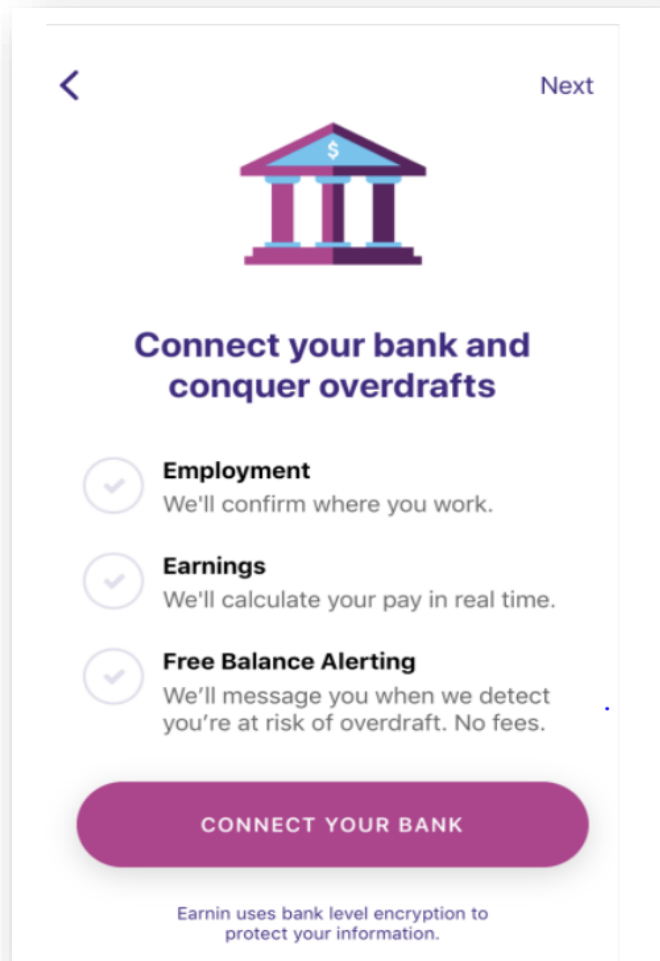 Next
$
Connect your bank and
conquer overdrafts
Employment
We'll confirm where you work.
Earnings
We'll calculate your pay in real time.
Free Balance Alerting
We’ll message you when we detect
you’re at risk of overdraft. No fees.
CONNECT YOUR BANK
Earnin uses bank level encryption to
protect your information.